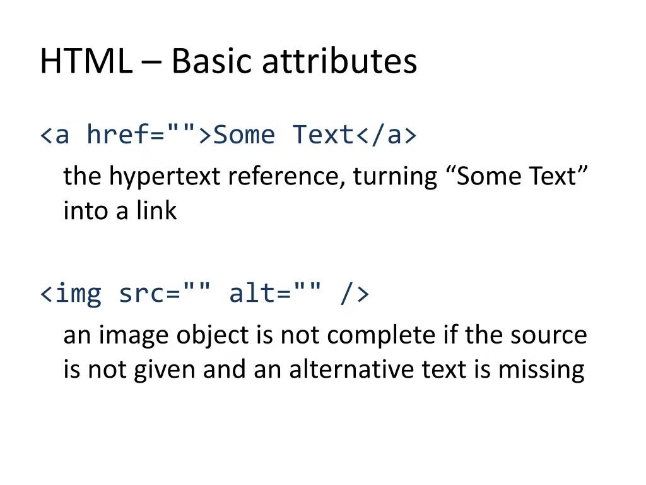 HTML – Basic attributes
<a href="">Some Text</a>
the hypertext reference, turning “Some Text”
into a link
<img src="" alt="" />
an image object is not complete if the source
is not given and an alternative text is missing